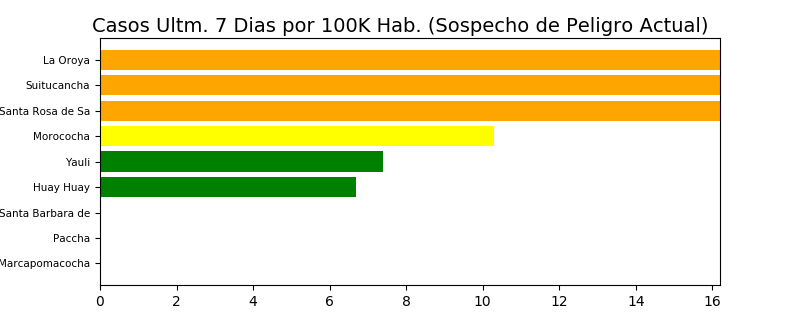 Casos Ultm. 7 Dias por 100K Hab. (Sospecho de Peligro Actual)
La Oroya
Suitucancha
Santa Rosa de Sa
Morococha
Yauli
Huay Huay
Santa Barbara de
Paccha
Marcapomacocha
0 2 4 6 8 10 12 14 16